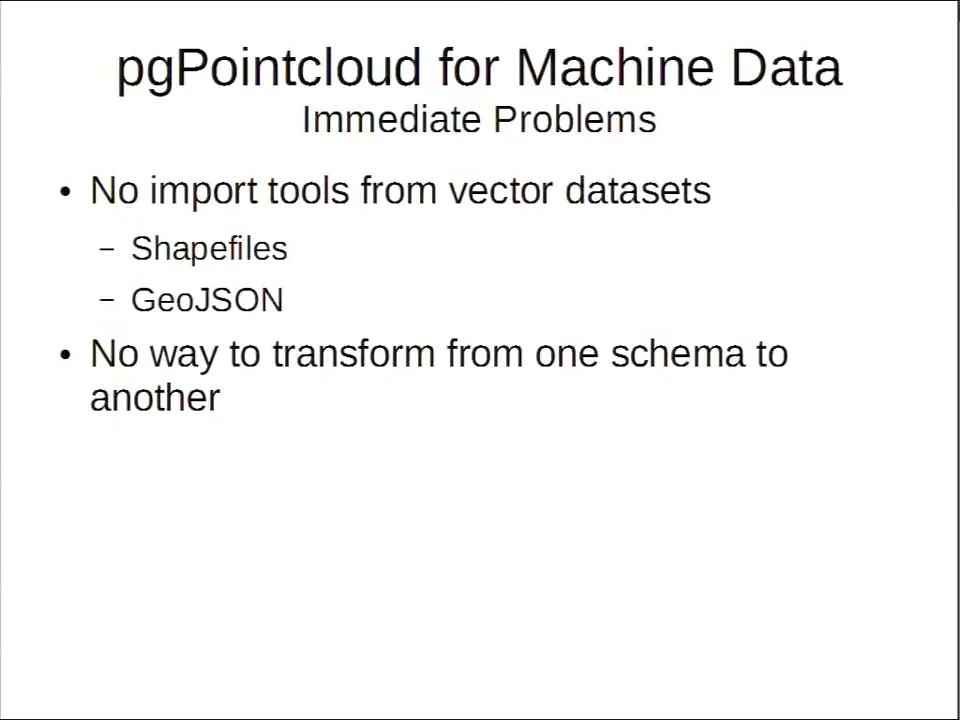 pgPointcloud for Machine Data
Immediate Problems
• No import tools from vector datasets
– Shapefiles
– GeoJSON
• No way to transform from one schema to
another